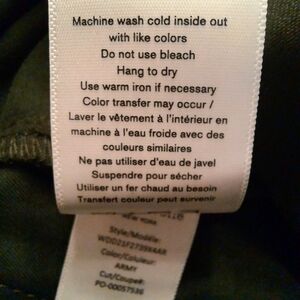 Machine wash cold inside out
with like colors
Do not use bleach
Hang to dry
Use warm iron if necessary
Color transfer may occur /
Laver le vêtement à l'intérieur en
machine à l'eau froide avec des
couleurs similaires
Ne pas utiliser d'eau de javel
Suspendre pour sécher
Utiliser un fer chaud au besoin
Transfert couleur peut survenir
NEW YORK
Style/Modèle:
Color/Couleur:
ARMY
Cut/Coupe: